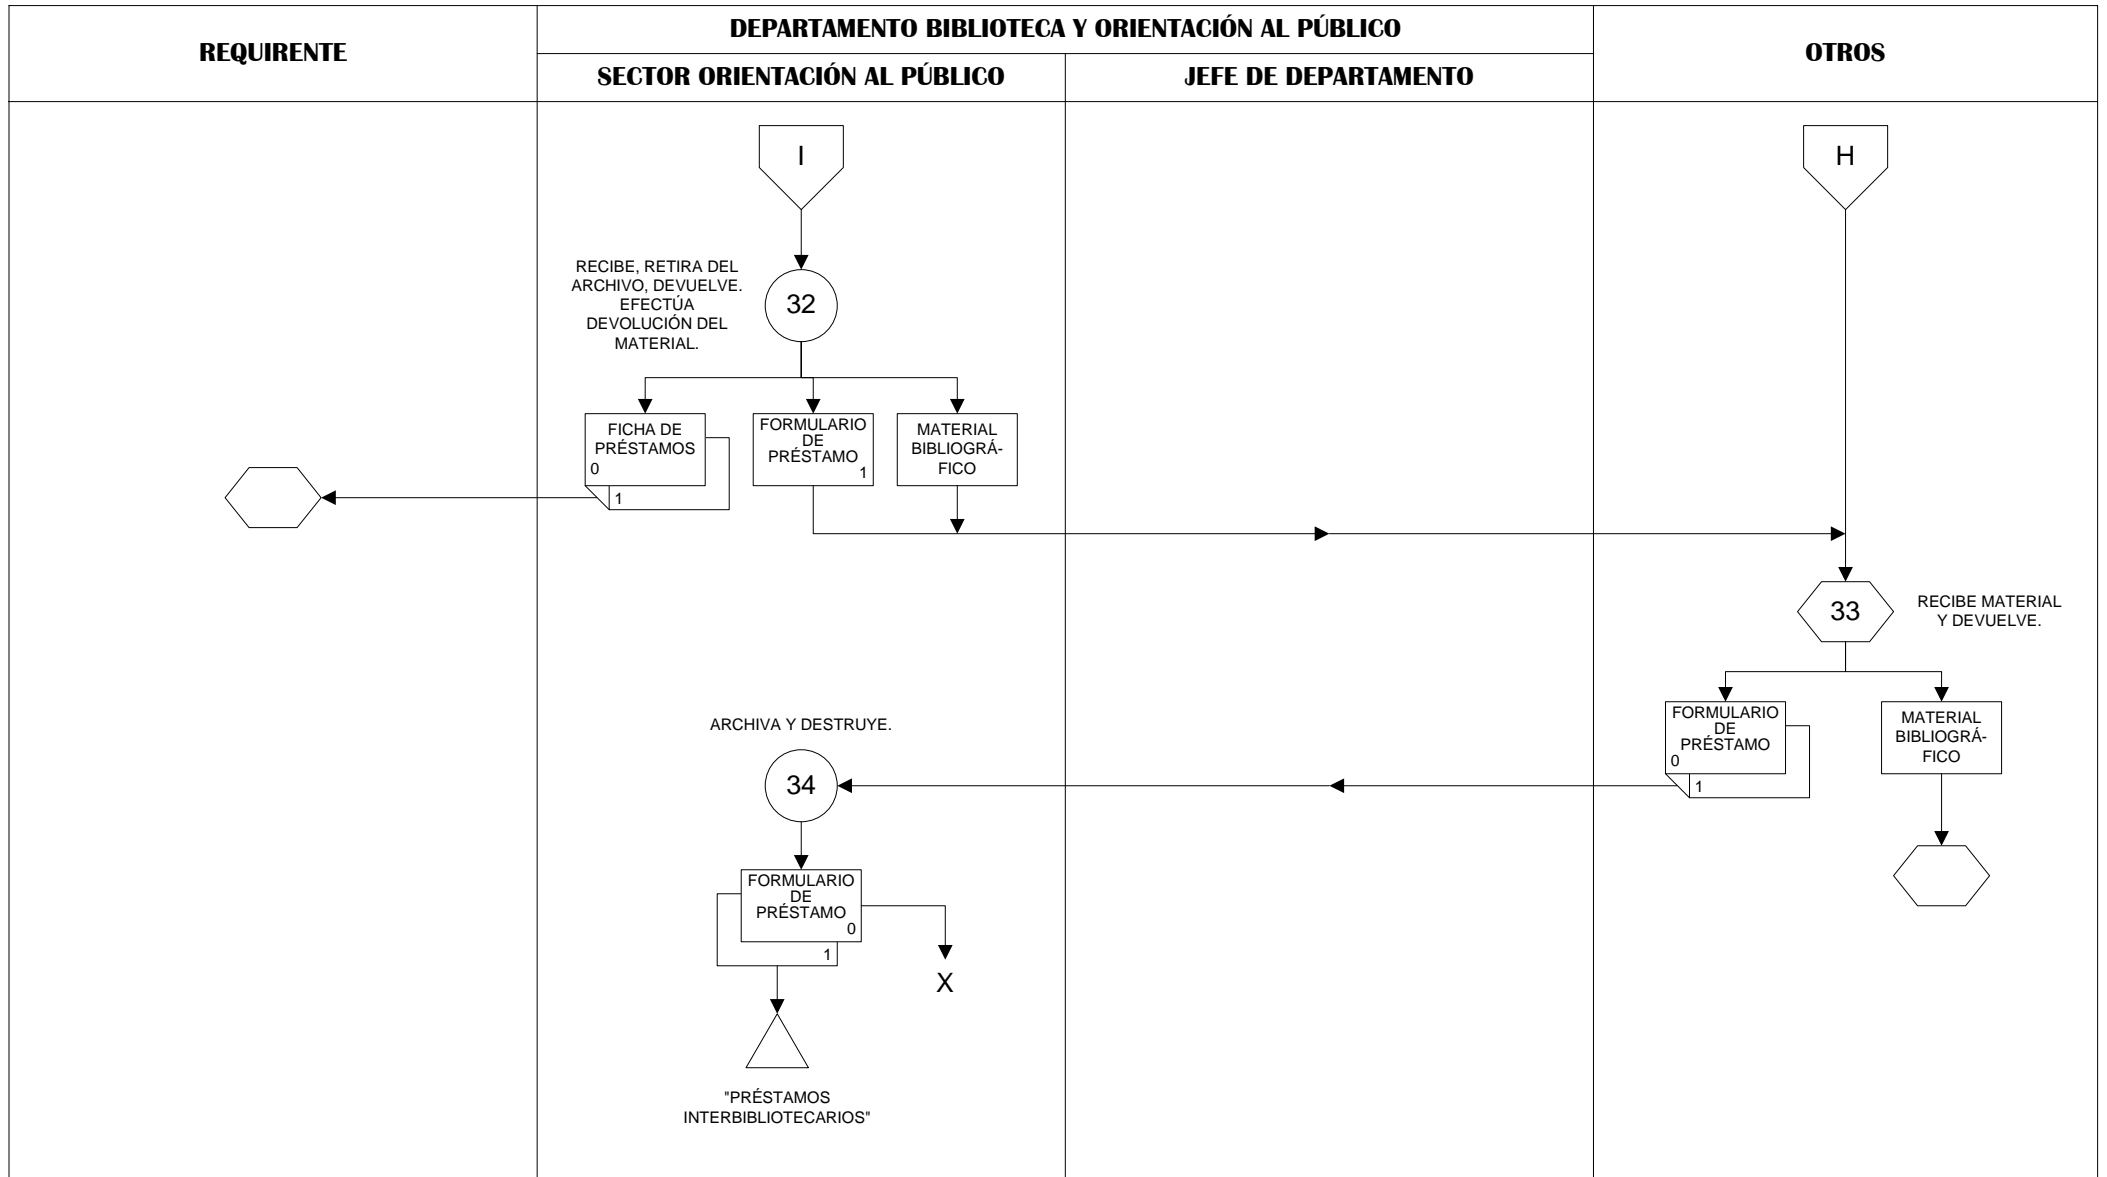 REQUIRENTE
DEPARTAMENTO BIBLIOTECA Y ORIENTACIÓN AL PÚBLICO
SECTOR ORIENTACIÓN AL PÚBLICO
JEFE DE DEPARTAMENTO
OTROS
I
H
RECIBE, RETIRA DEL
ARCHIVO, DEVUELVE.
EFECTÚA
DEVOLUCIÓN DEL
MATERIAL.
32
FICHA DE
PRÉSTAMOS
0
1
FORMULARIO
DE
PRÉSTAMO
1
MATERIAL
BIBLIOGRÁ-
FICO
33
RECIBE MATERIAL
Y DEVUELVE.
FORMULARIO
DE
PRÉSTAMO
0
1
MATERIAL
BIBLIOGRÁ-
FICO
ARCHIVA Y DESTRUYE.
34
FORMULARIO
DE
PRÉSTAMO
0
1
X
"PRÉSTAMOS
INTERBIBLIOTECARIOS"